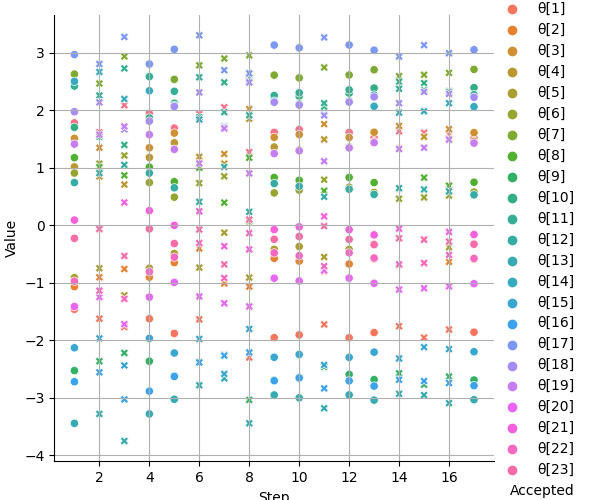 Value
3
2
1
0
−1
−2
−3
−4
2
4
6
8
10
12
14
16
Step
θ[1]
θ[2]
θ[3]
θ[4]
θ[5]
θ[6]
θ[7]
θ[8]
θ[9]
θ[10]
θ[11]
θ[12]
θ[13]
θ[14]
θ[15]
θ[16]
θ[17]
θ[18]
θ[19]
θ[20]
θ[21]
θ[22]
θ[23]
Accepted